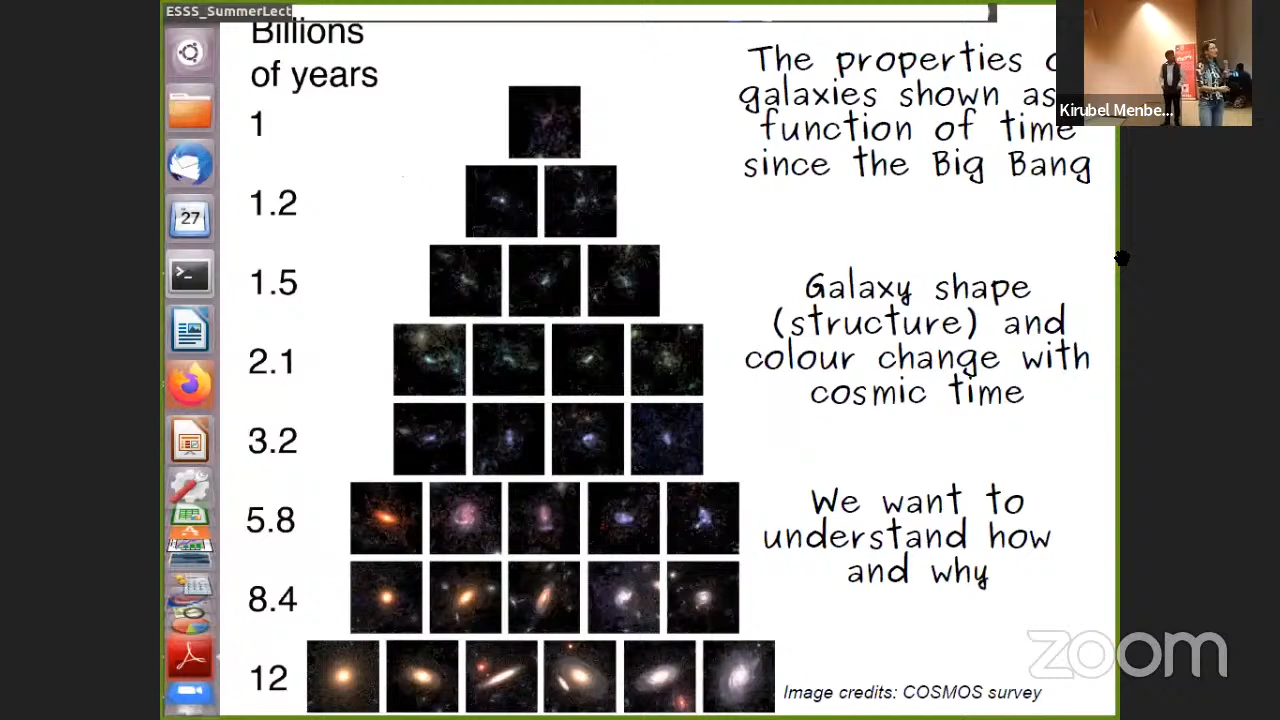 ESSS_SummerLect
Billions
of years
1
1.2
1.5
2.1
3.2
5.8
8.4
12
The properties
galaxies shown as
function of time
since the Big Bang
Galaxy shape
(structure) and
colour change with
cosmic time
We want to
understand how
and why
Image credits: COSMOS survey
27
Kirubel Menbe...
zoom